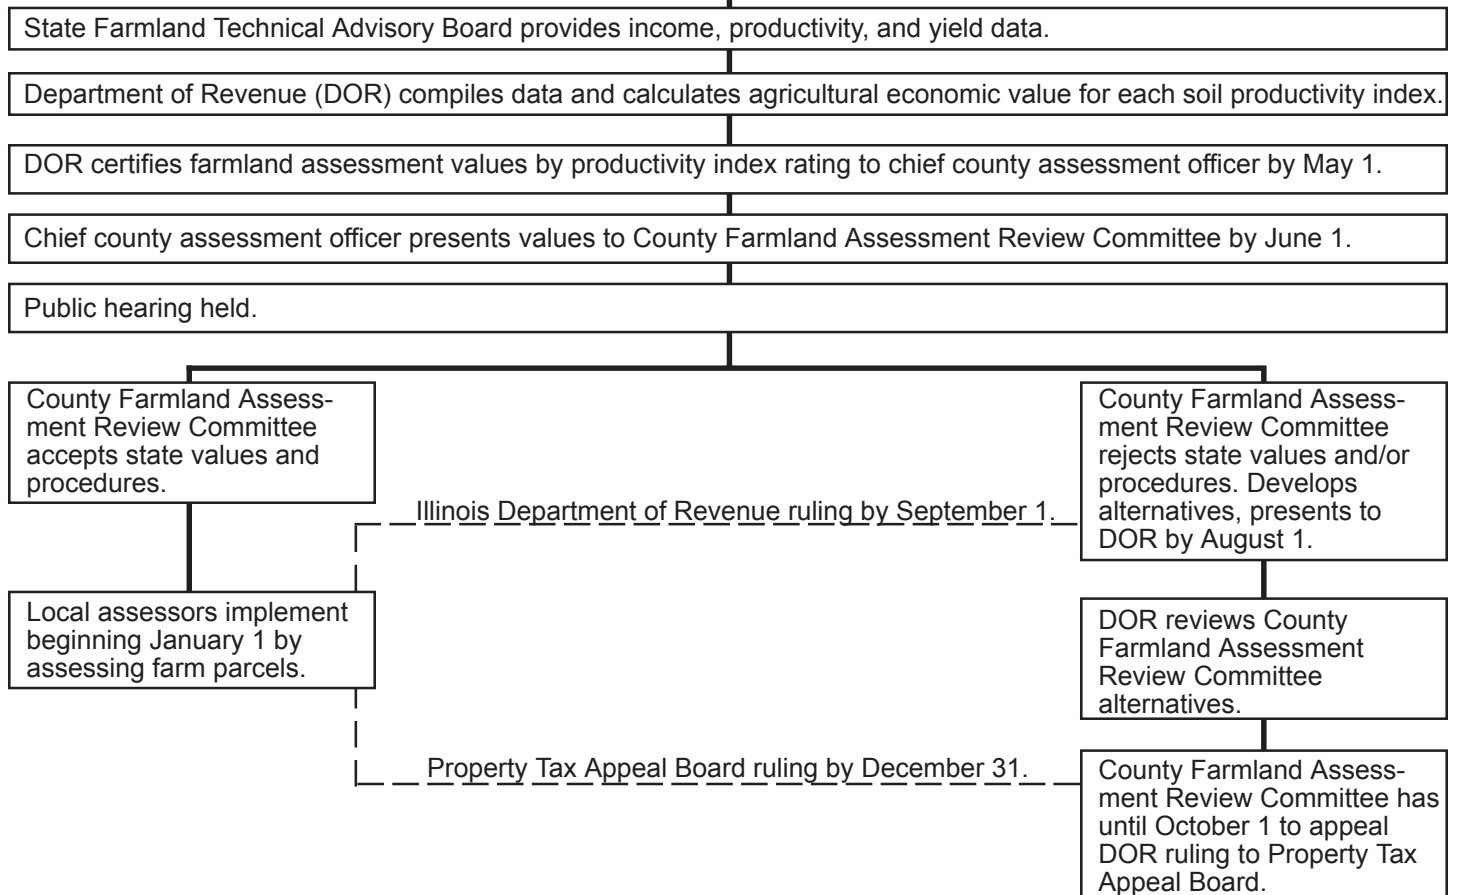 State Farmland Technical Advisory Board provides income, productivity, and yield data.
Department of Revenue (DOR) compiles data and calculates agricultural economic value for each soil productivity index.
DOR certifies farmland assessment values by productivity index rating to chief county assessment officer by May 1.
Chief county assessment officer presents values to County Farmland Assessment Review Committee by June 1.
Public hearing held.
County Farmland Assess-
ment Review Committee
accepts state values and
procedures.
County Farmland Assess-
ment Review Committee
rejects state values and/or
procedures. Develops
alternatives, presents to
DOR by August 1.
Illinois Department of Revenue ruling by September 1.
Local assessors implement
beginning January 1 by
assessing farm parcels.
DOR reviews County
Farmland Assessment
Review Committee
alternatives.
Property Tax Appeal Board ruling by December 31.
County Farmland Assess-
ment Review Committee has
until October 1 to appeal
DOR ruling to Property Tax
Appeal Board.